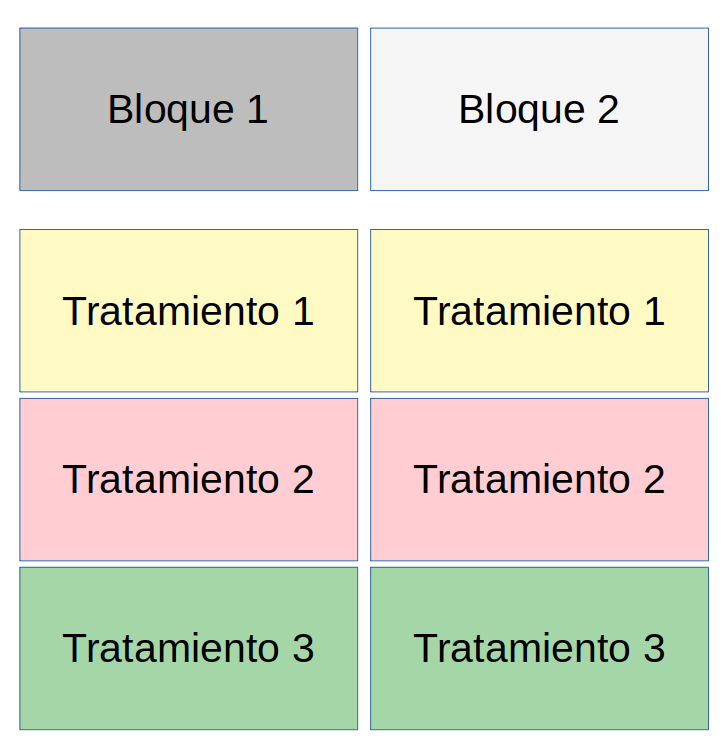 Bloque 1
Bloque 2
Tratamiento 1
Tratamiento 1
Tratamiento 2
Tratamiento 2
Tratamiento 3
Tratamiento 3